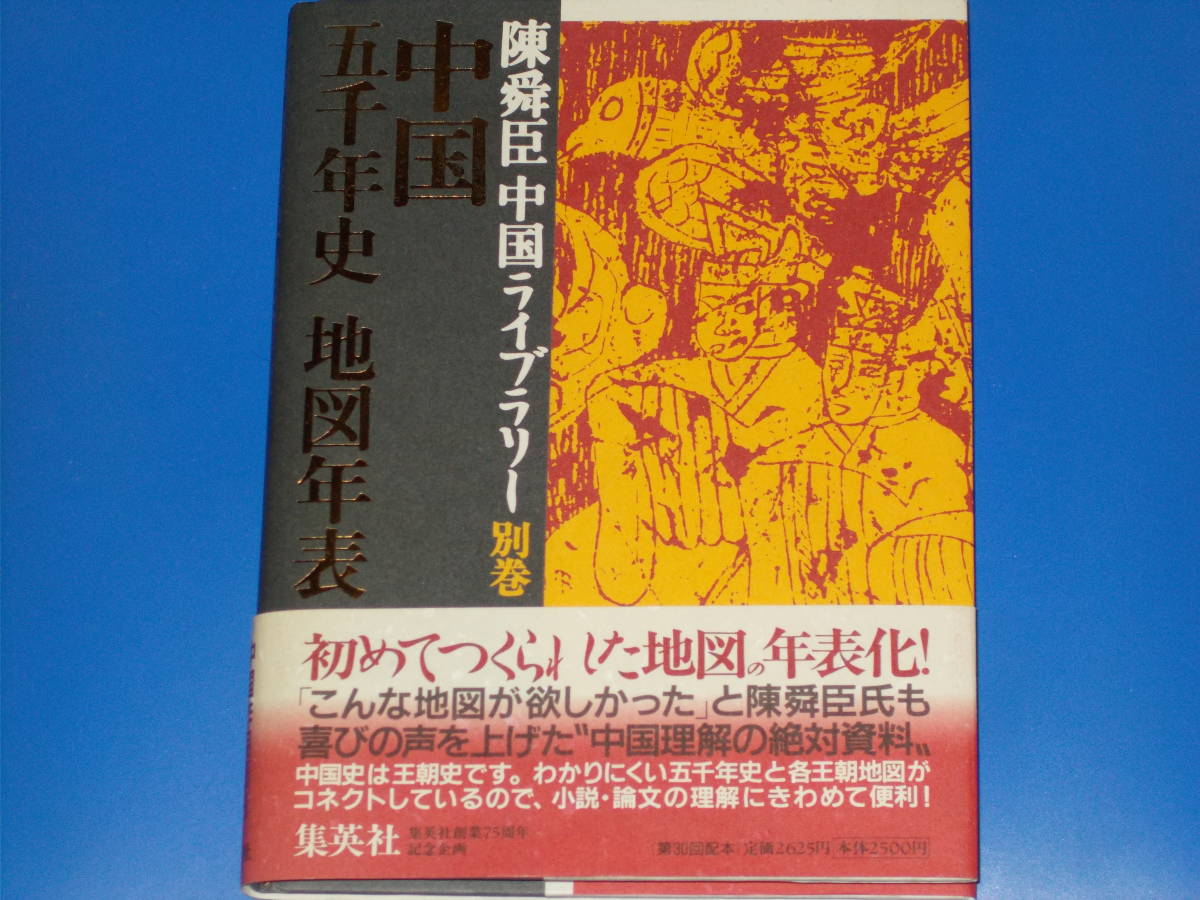 陳舜臣 中国ライブラリー 別巻
中国
五千年史 地図年表
初めてつくられた地図の年表化!
「こんな地図が欲しかった」と陳舜臣氏も
喜びの声を上げた〝中国理解の絶対資料〟
中国史は王朝史です。わかりにくい五千年史と各王朝地図が
コネクトしているので、小説・論文の理解にきわめて便利!
集英社
集英社創業75周年
記念企画
[第30回配本] 定価2625円 本体2500円